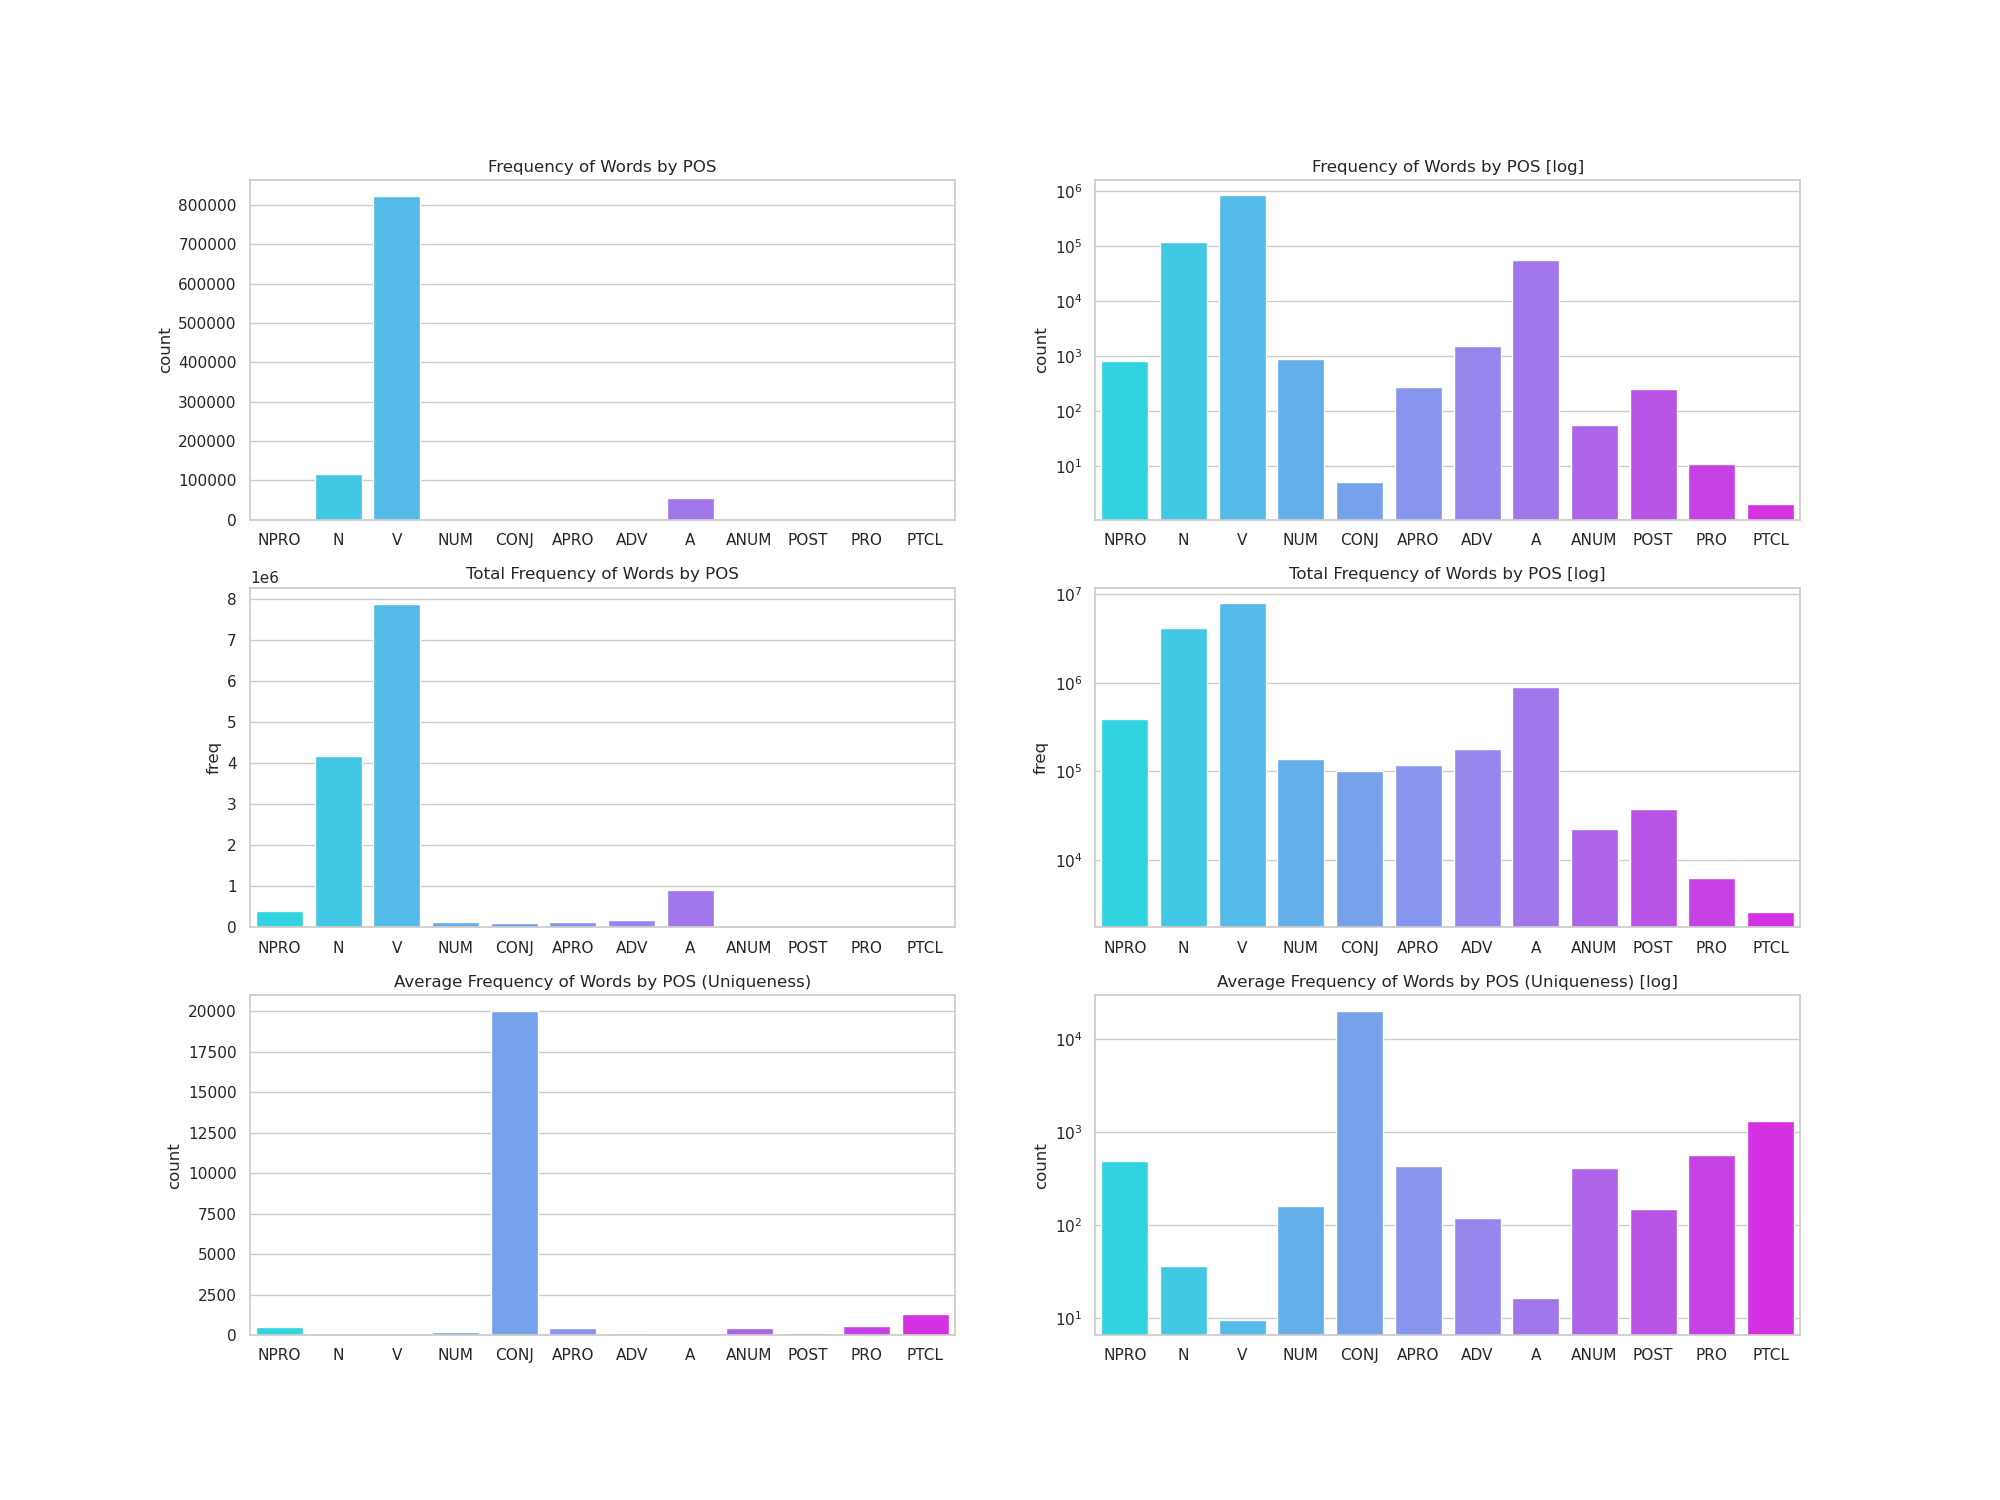 Frequency of Words by POS
count
800000
700000
600000
500000
400000
300000
200000
100000
0
NPRO N V NUM CONJ APRO ADV A ANUM POST PRO PTCL
Frequency of Words by POS [log]
count
10⁶
10⁵
10⁴
10³
10²
10¹
NPRO N V NUM CONJ APRO ADV A ANUM POST PRO PTCL
Total Frequency of Words by POS
1e6
freq
8
7
6
5
4
3
2
1
0
NPRO N V NUM CONJ APRO ADV A ANUM POST PRO PTCL
Total Frequency of Words by POS [log]
freq
10⁷
10⁶
10⁵
10⁴
NPRO N V NUM CONJ APRO ADV A ANUM POST PRO PTCL
Average Frequency of Words by POS (Uniqueness)
count
20000
17500
15000
12500
10000
7500
5000
2500
0
NPRO N V NUM CONJ APRO ADV A ANUM POST PRO PTCL
Average Frequency of Words by POS (Uniqueness) [log]
count
10⁴
10³
10²
10¹
NPRO N V NUM CONJ APRO ADV A ANUM POST PRO PTCL